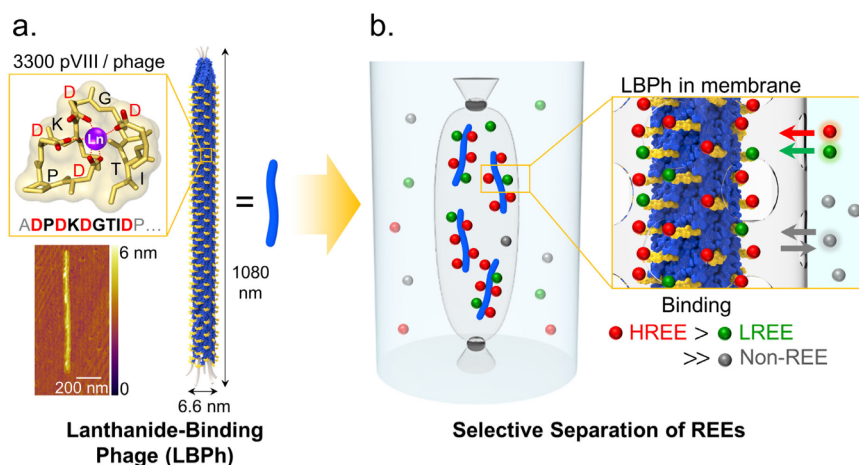 a.
3300 pVIII / phage
D
G
K
D
Ln
D
D
T
P
I
ADPDKDGTIDP...
6 nm
200 nm
0
1080
nm
6.6 nm
=
Lanthanide-Binding
Phage (LBPh)
b.
LBPh in membrane
Binding
HREE > LREE
>> Non-REE
Selective Separation of REEs